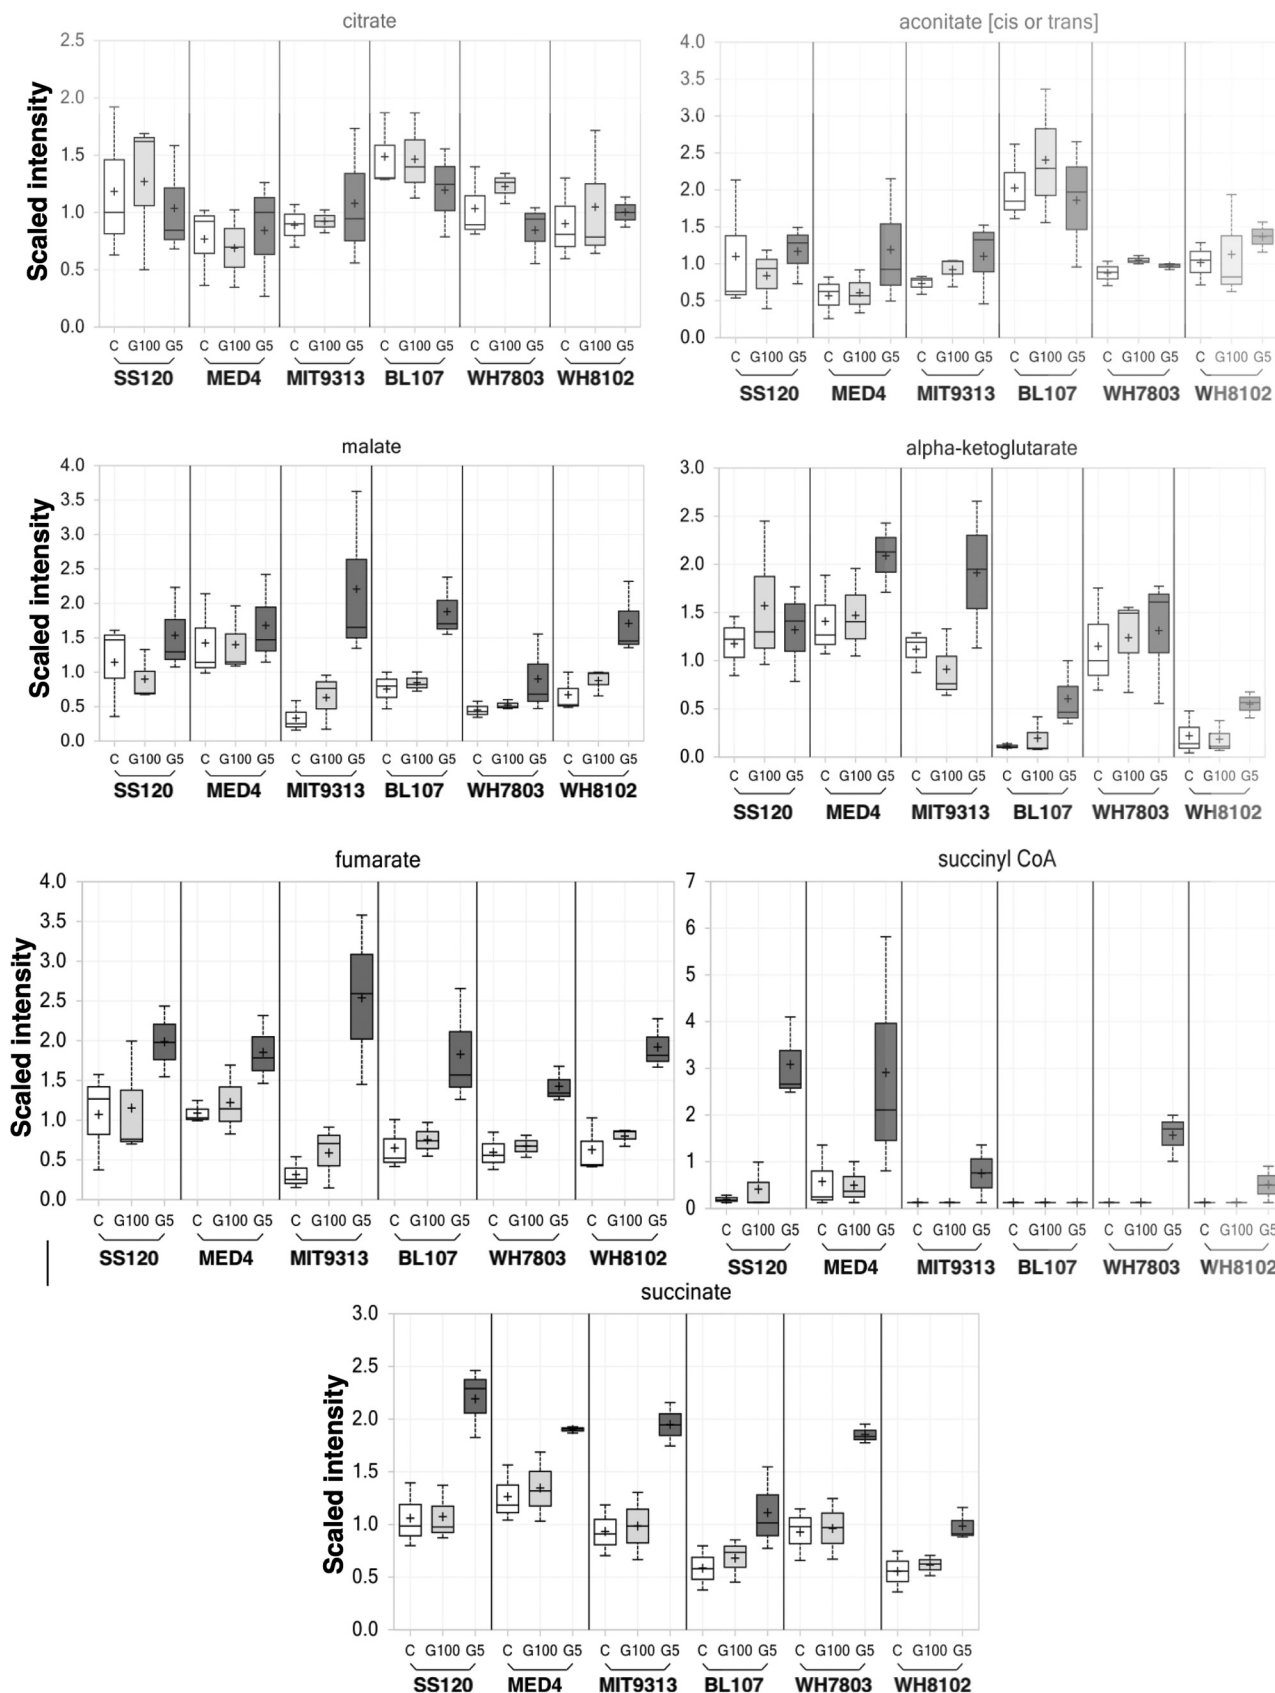 citrate
2.5
2.0
1.5
1.0
0.5
0.0
Scaled intensity
C G100 G5 C G100 G5 C G100 G5 C G100 G5 C G100 G5 C G100 G5
SS120 MED4 MIT9313 BL107 WH7803 WH8102
aconitate [cis or trans]
4.0
3.5
3.0
2.5
2.0
1.5
1.0
0.5
0.0
C G100 G5 C G100 G5 C G100 G5 C G100 G5 C G100 G5 C G100 G5
SS120 MED4 MIT9313 BL107 WH7803 WH8102
malate
4.0
3.5
3.0
2.5
2.0
1.5
1.0
0.5
0.0
Scaled intensity
C G100 G5 C G100 G5 C G100 G5 C G100 G5 C G100 G5 C G100 G5
SS120 MED4 MIT9313 BL107 WH7803 WH8102
alpha-ketoglutarate
3.0
2.5
2.0
1.5
1.0
0.5
0.0
C G100 G5 C G100 G5 C G100 G5 C G100 G5 C G100 G5 C G100 G5
SS120 MED4 MIT9313 BL107 WH7803 WH8102
fumarate
4.0
3.5
3.0
2.5
2.0
1.5
1.0
0.5
0.0
Scaled intensity
C G100 G5 C G100 G5 C G100 G5 C G100 G5 C G100 G5 C G100 G5
SS120 MED4 MIT9313 BL107 WH7803 WH8102
succinyl CoA
7
6
5
4
3
2
1
0
C G100 G5 C G100 G5 C G100 G5 C G100 G5 C G100 G5 C G100 G5
SS120 MED4 MIT9313 BL107 WH7803 WH8102
succinate
3.0
2.5
2.0
1.5
1.0
0.5
0.0
Scaled intensity
C G100 G5 C G100 G5 C G100 G5 C G100 G5 C G100 G5 C G100 G5
SS120 MED4 MIT9313 BL107 WH7803 WH8102